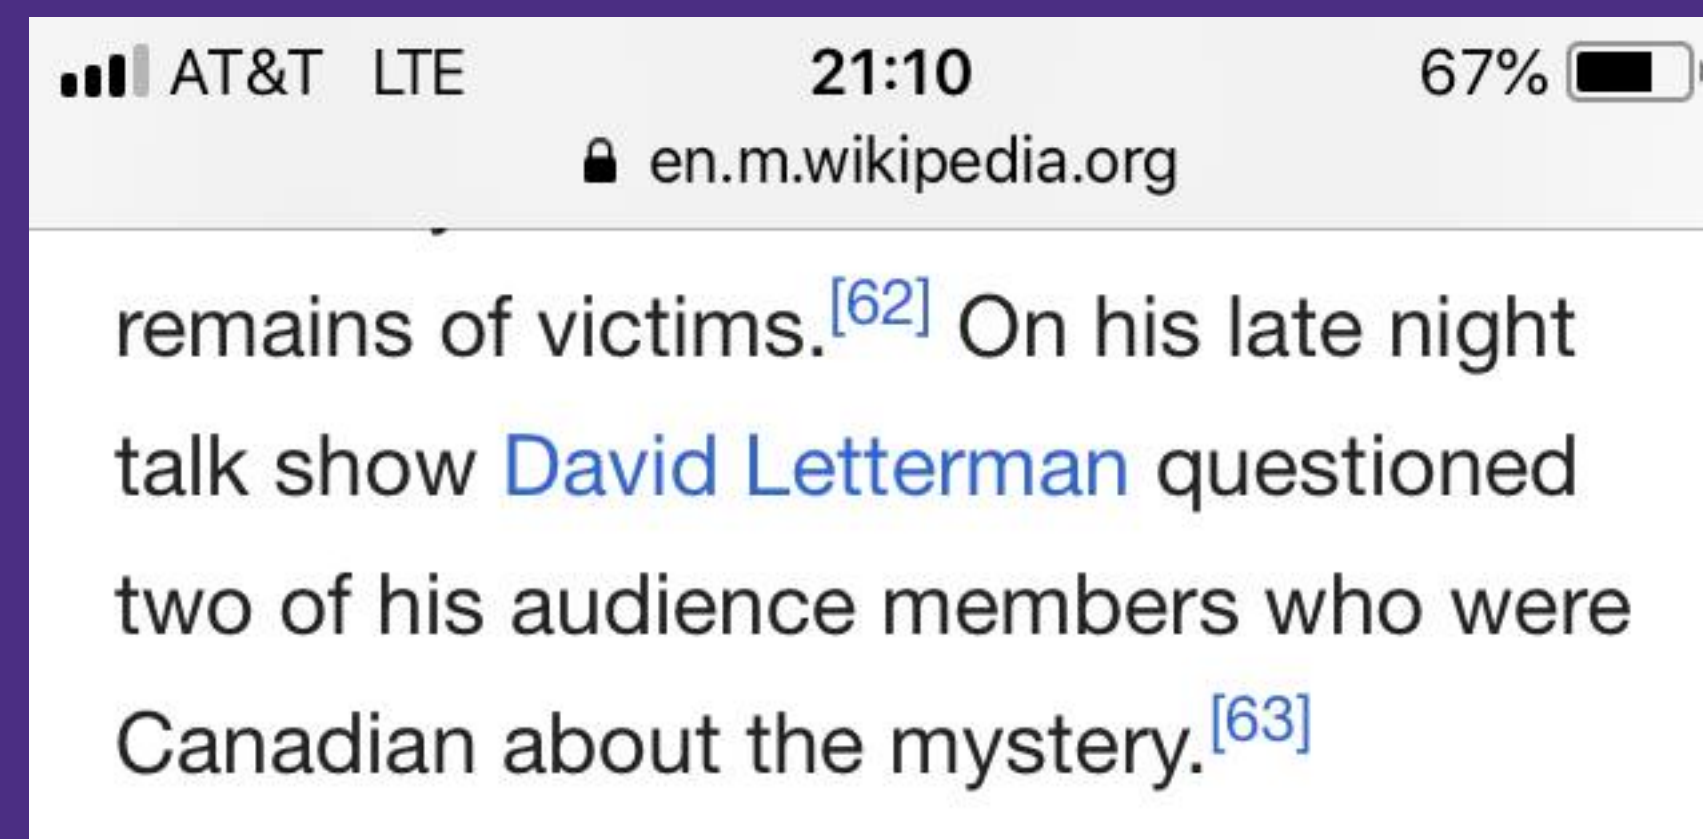 AT&T LTE 21:10 67%
en.m.wikipedia.org
remains of victims.[62] On his late night
talk show David Letterman questioned
two of his audience members who were
Canadian about the mystery.[63]